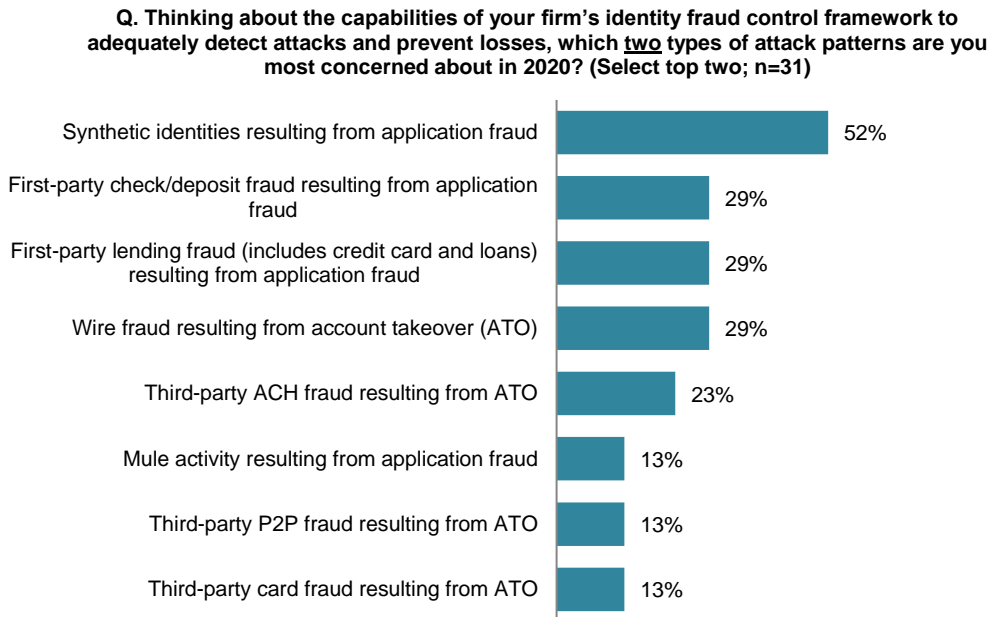 Q. Thinking about the capabilities of your firm’s identity fraud control framework to
adequately detect attacks and prevent losses, which two types of attack patterns are you
most concerned about in 2020? (Select top two; n=31)
Synthetic identities resulting from application fraud
52%
First-party check/deposit fraud resulting from application
fraud
29%
First-party lending fraud (includes credit card and loans)
resulting from application fraud
29%
Wire fraud resulting from account takeover (ATO)
29%
Third-party ACH fraud resulting from ATO
23%
Mule activity resulting from application fraud
13%
Third-party P2P fraud resulting from ATO
13%
Third-party card fraud resulting from ATO
13%